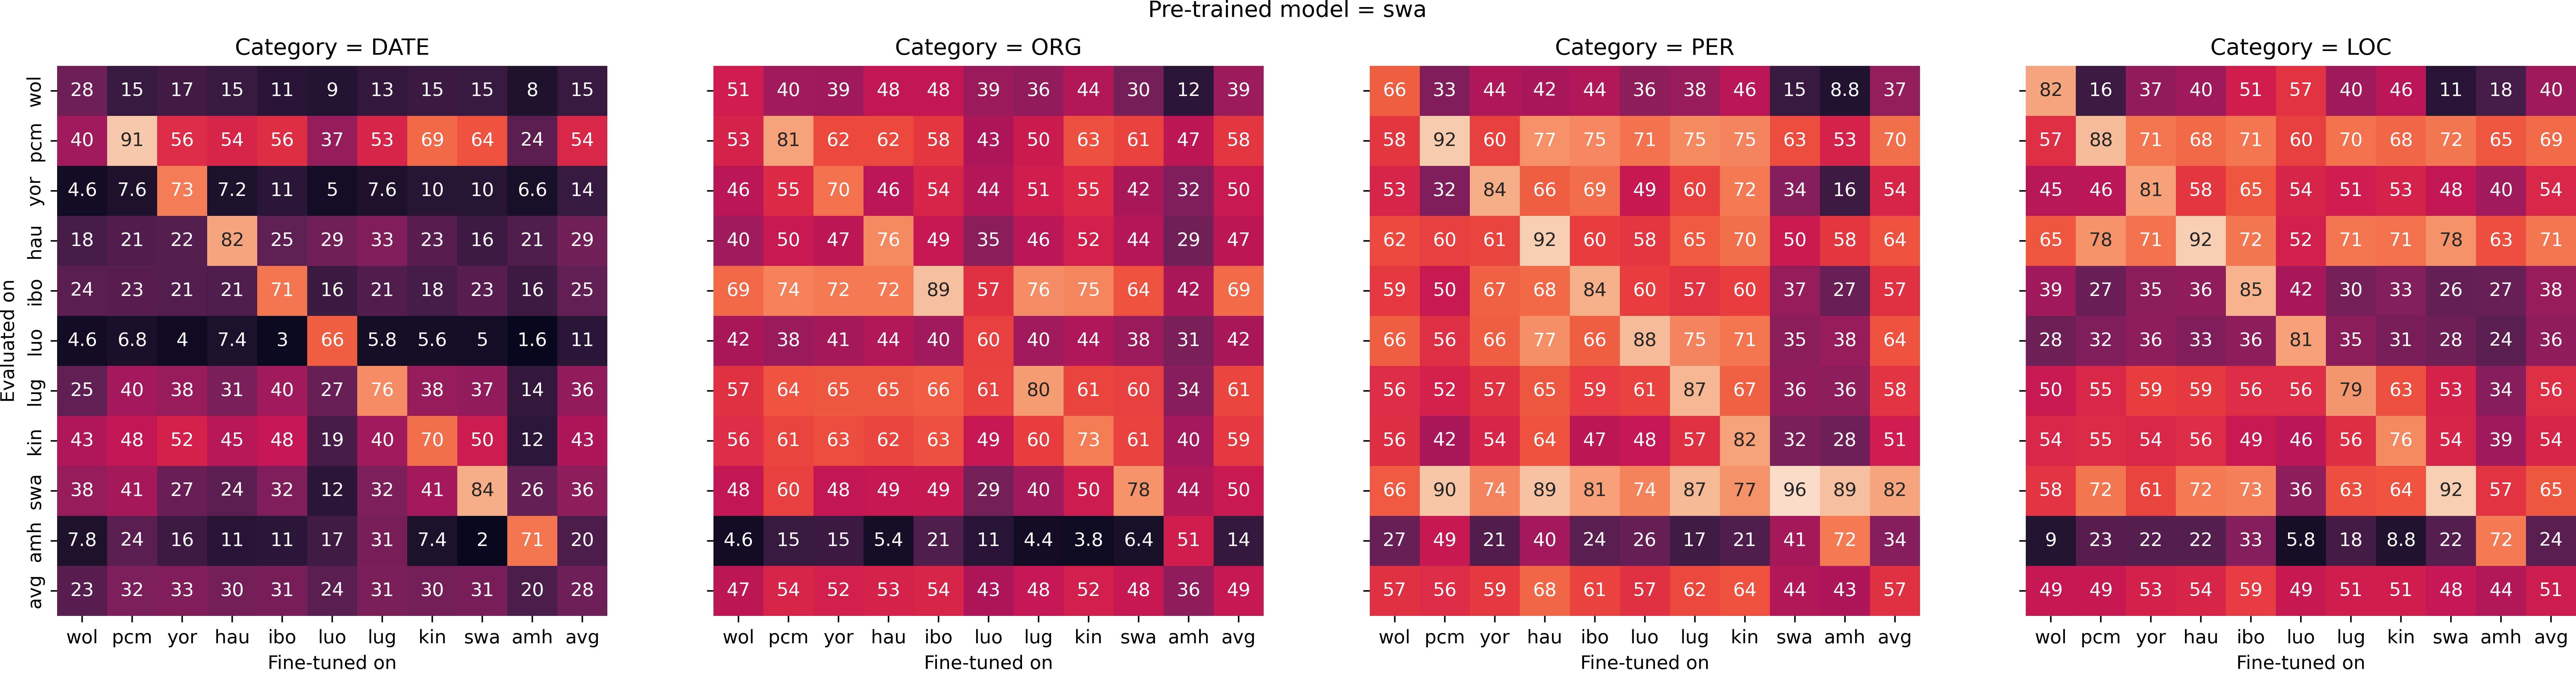 Pre-trained model = swa
Category = DATE
Category = ORG
Category = PER
Category = LOC
Evaluated on
wol 28 15 17 15 11 9 13 15 15 8 15
pcm 40 91 56 54 56 37 53 69 64 24 54
yor 4.6 7.6 73 7.2 11 5 7.6 10 10 6.6 14
hau 18 21 22 82 25 29 33 23 16 21 29
ibo 24 23 21 21 71 16 21 18 23 16 25
luo 4.6 6.8 4 7.4 3 66 5.8 5.6 5 1.6 11
lug 25 40 38 31 40 27 76 38 37 14 36
kin 43 48 52 45 48 19 40 70 50 12 43
swa 38 41 27 24 32 12 32 41 84 26 36
amh 7.8 24 16 11 11 17 31 7.4 2 71 20
avg 23 32 33 30 31 24 31 30 31 20 28
wol pcm yor hau ibo luo lug kin swa amh avg
Fine-tuned on
51 40 39 48 48 39 36 44 30 12 39
53 81 62 62 58 43 50 63 61 47 58
46 55 70 46 54 44 51 55 42 32 50
40 50 47 76 49 35 46 52 44 29 47
69 74 72 72 89 57 76 75 64 42 69
42 38 41 44 40 60 40 44 38 31 42
57 64 65 65 66 61 80 61 60 34 61
56 61 63 62 63 49 60 73 61 40 59
48 60 48 49 49 29 40 50 78 44 50
4.6 15 15 5.4 21 11 4.4 3.8 6.4 51 14
47 54 52 53 54 43 48 52 48 36 49
wol pcm yor hau ibo luo lug kin swa amh avg
Fine-tuned on
66 33 44 42 44 36 38 46 15 8.8 37
58 92 60 77 75 71 75 75 63 53 70
53 32 84 66 69 49 60 72 34 16 54
62 60 61 92 60 58 65 70 50 58 64
59 50 67 68 84 60 57 60 37 27 57
66 56 66 77 66 88 75 71 35 38 64
56 52 57 65 59 61 87 67 36 36 58
56 42 54 64 47 48 57 82 32 28 51
66 90 74 89 81 74 87 77 96 89 82
27 49 21 40 24 26 17 21 41 72 34
57 56 59 68 61 57 62 64 44 43 57
wol pcm yor hau ibo luo lug kin swa amh avg
Fine-tuned on
82 16 37 40 51 57 40 46 11 18 40
57 88 71 68 71 60 70 68 72 65 69
45 46 81 58 65 54 51 53 48 40 54
65 78 71 92 72 52 71 71 78 63 71
39 27 35 36 85 42 30 33 26 27 38
28 32 36 33 36 81 35 31 28 24 36
50 55 59 59 56 56 79 63 53 34 56
54 55 54 56 49 46 56 76 54 39 54
58 72 61 72 73 36 63 64 92 57 65
9 23 22 22 33 5.8 18 8.8 22 72 24
49 49 53 54 59 49 51 51 48 44 51
wol pcm yor hau ibo luo lug kin swa amh avg
Fine-tuned on